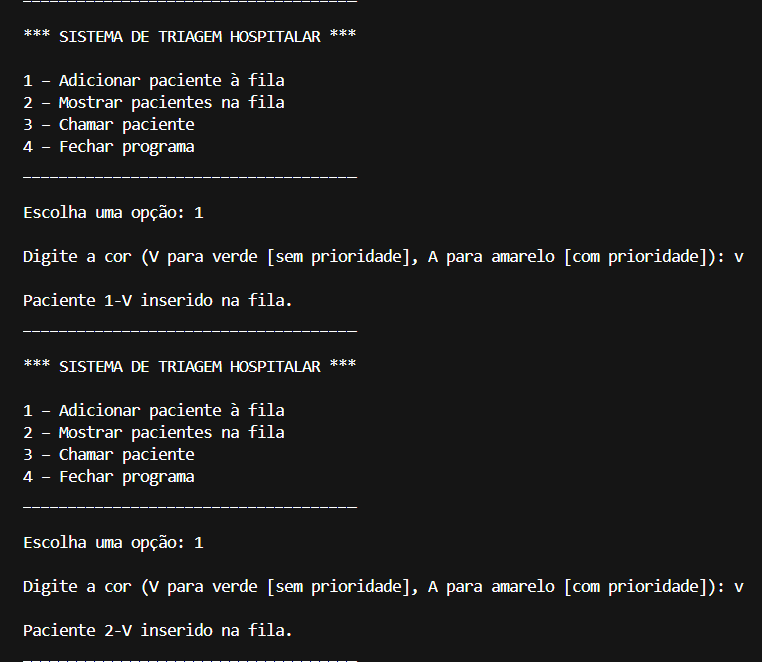 *** SISTEMA DE TRIAGEM HOSPITALAR ***
1 – Adicionar paciente à fila
2 – Mostrar pacientes na fila
3 – Chamar paciente
4 – Fechar programa
_____________________________________
Escolha uma opção: 1
Digite a cor (V para verde [sem prioridade], A para amarelo [com prioridade]): v
Paciente 1-V inserido na fila.
_____________________________________
*** SISTEMA DE TRIAGEM HOSPITALAR ***
1 – Adicionar paciente à fila
2 – Mostrar pacientes na fila
3 – Chamar paciente
4 – Fechar programa
_____________________________________
Escolha uma opção: 1
Digite a cor (V para verde [sem prioridade], A para amarelo [com prioridade]): v
Paciente 2-V inserido na fila.